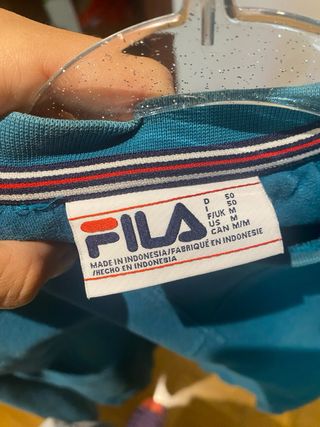 FILA
D 50
I 50
F/UK M
US M
CAN M/M
MADE IN INDONESIA/FABRIQUÉ EN INDONESIE
/HECHO EN INDONESIA